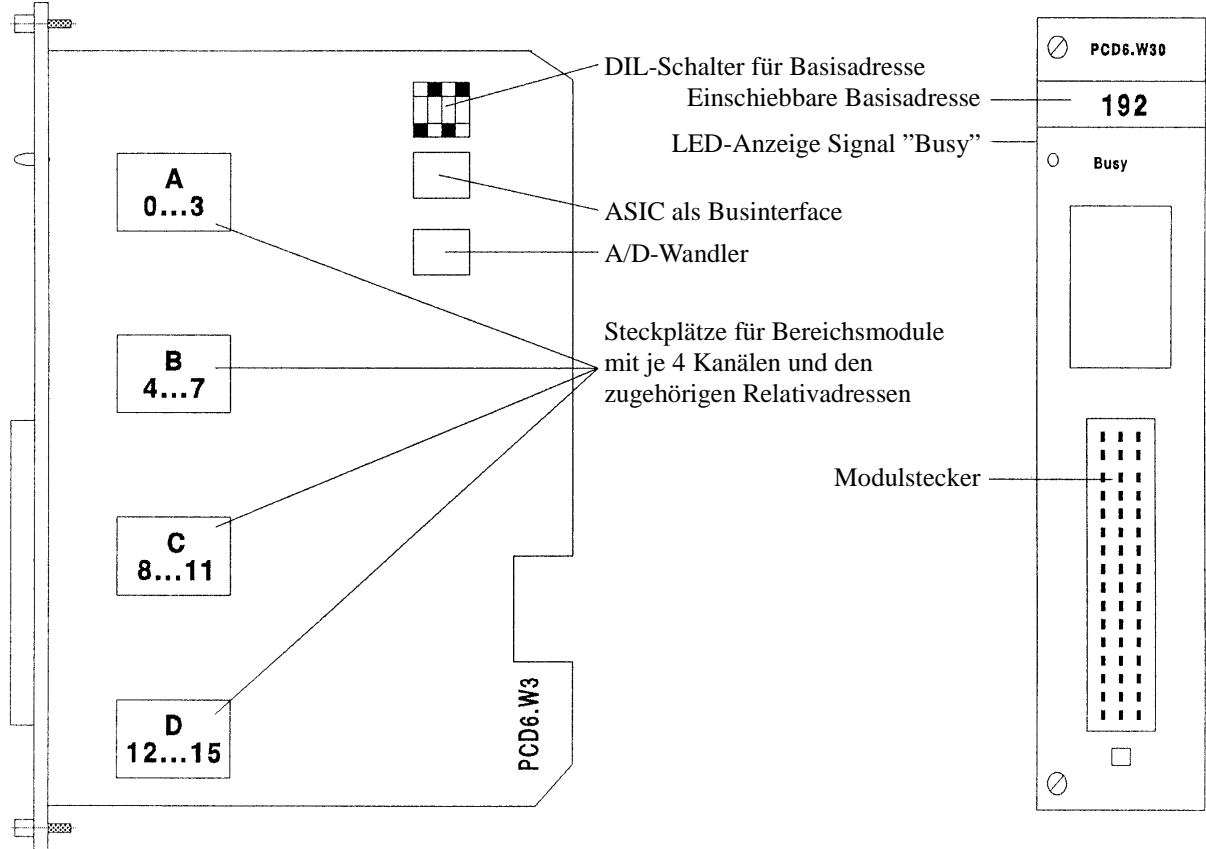 PCD6.W30
DIL-Schalter für Basisadresse
Einschiebbare Basisadresse
192
LED-Anzeige Signal ”Busy”
Busy
A
0...3
ASIC als Businterface
A/D-Wandler
Steckplätze für Bereichsmodule
mit je 4 Kanälen und den
zugehörigen Relativadressen
B
4...7
Modulstecker
C
8...11
D
12...15
PCD6.W3